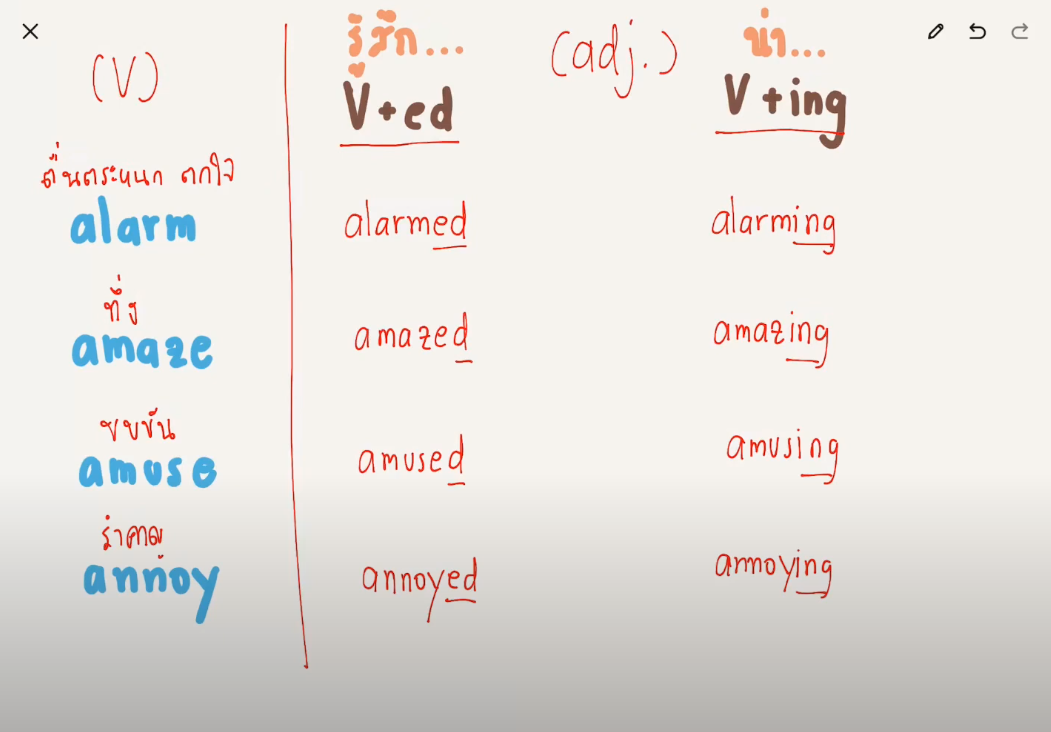 (V) รู้สึก... (adj.) น่า...
V+ed V+ing
ตื่นตระหนก ตกใจ
alarm alarmed alarming
ทึ่ง
amaze amazed amazing
ขบขัน
amuse amused amusing
รำคาญ
annoy annoyed annoying